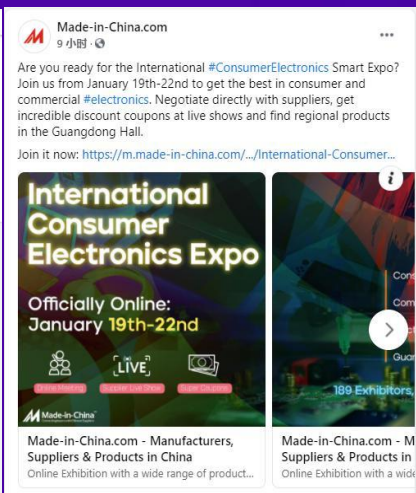 Made-in-China.com
9 小时
Are you ready for the International #ConsumerElectronics Smart Expo?
Join us from January 19th-22nd to get the best in consumer and
commercial #electronics. Negotiate directly with suppliers, get
incredible discount coupons at live shows and find regional products
in the Guangdong Hall.
Join it now: https://m.made-in-china.com/.../International-Consumer...
International
Consumer
Electronics Expo
Officially Online:
January 19th-22nd
LIVE
Online Meeting
Supplier Live Show
Super Coupons
Made-in-China
Cons
Com
Guar
189 Exhibitors,
Made-in-China.com - Manufacturers,
Suppliers & Products in China
Online Exhibition with a wide range of product...
Made-in-China.com - M
Suppliers & Products in
Online Exhibition with a wide